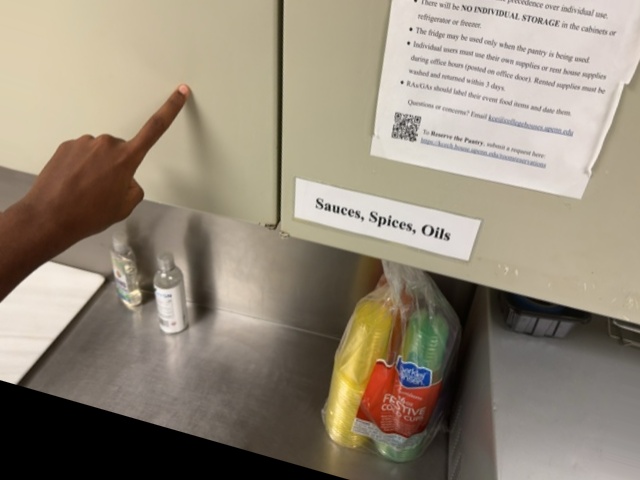 precedence over individual use.
• There will be NO INDIVIDUAL STORAGE in the cabinets or
refrigerator or freezer.
• The fridge may be used only when the pantry is being used.
• Individual users must use their own supplies or rent house supplies
during office hours (posted on office door). Rented supplies must be
washed and returned within 3 days.
• RAs/GAs should label their event food items and date them.
Questions or concerns? Email
To Reserve the Pantry, submit a request here:
Sauces, Spices, Oils
FESTIVE